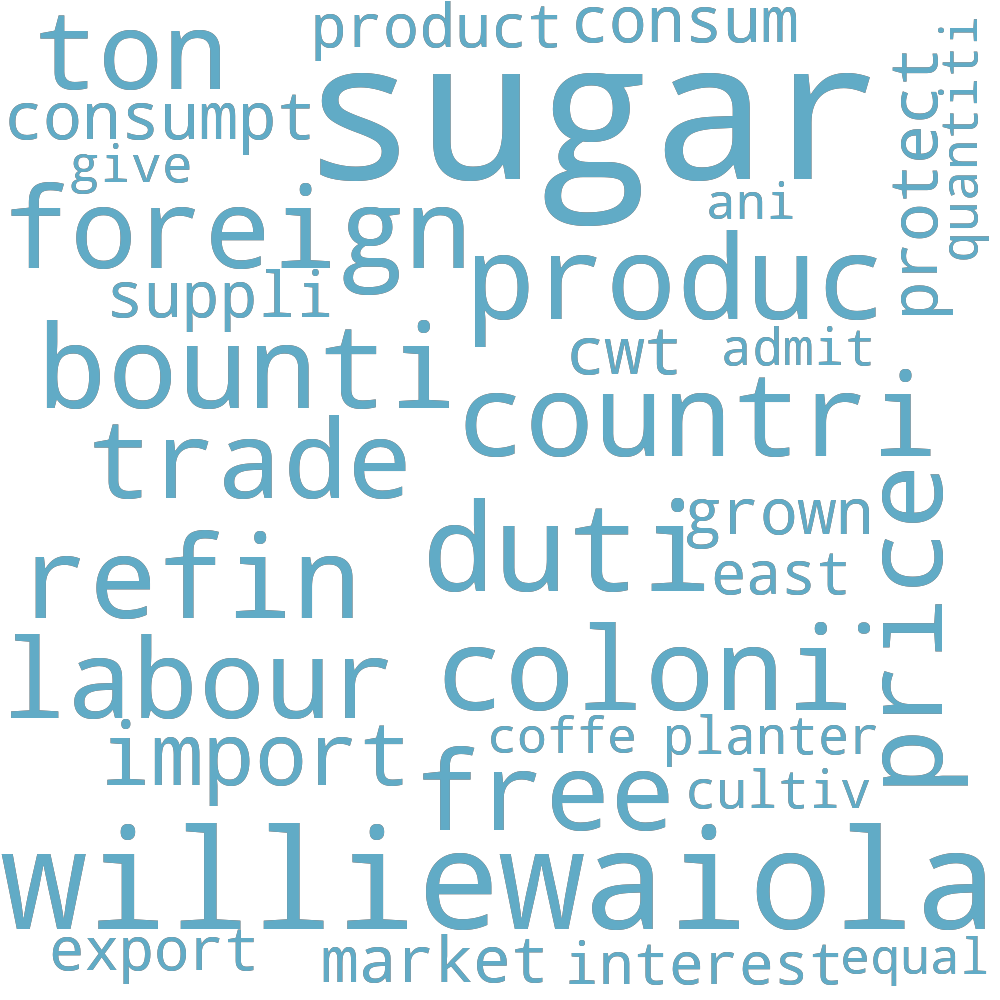 ton
product
consum
sugar
consumpt
give
protect
quantiti
foreign
ani
produc
suppli
bounti
cwt
admit
countri
trade
price
duti
grown
refin
east
labour
coloni
import
coffe
planter
free
cultiv
williewaiola
export
market
interest
equal